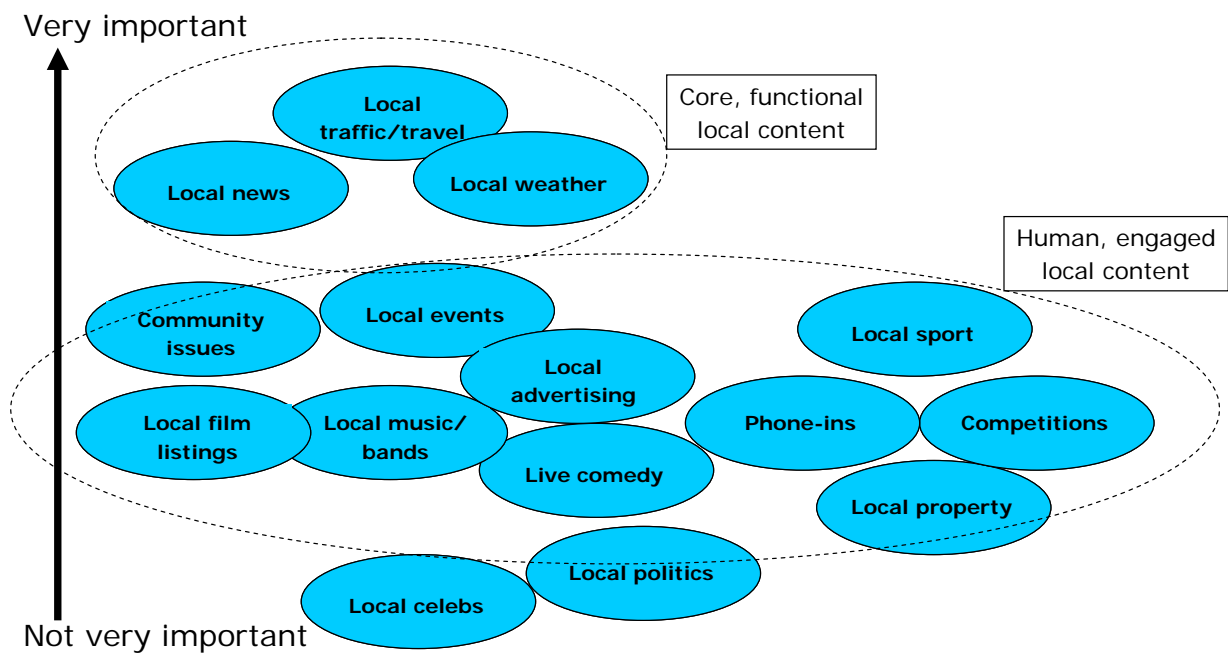 Very important
Core, functional
local content
Local
traffic/travel
Local news
Local weather
Human, engaged
local content
Community
issues
Local events
Local sport
Local
advertising
Local film
listings
Local music/
bands
Phone-ins
Competitions
Live comedy
Local property
Local politics
Local celebs
Not very important